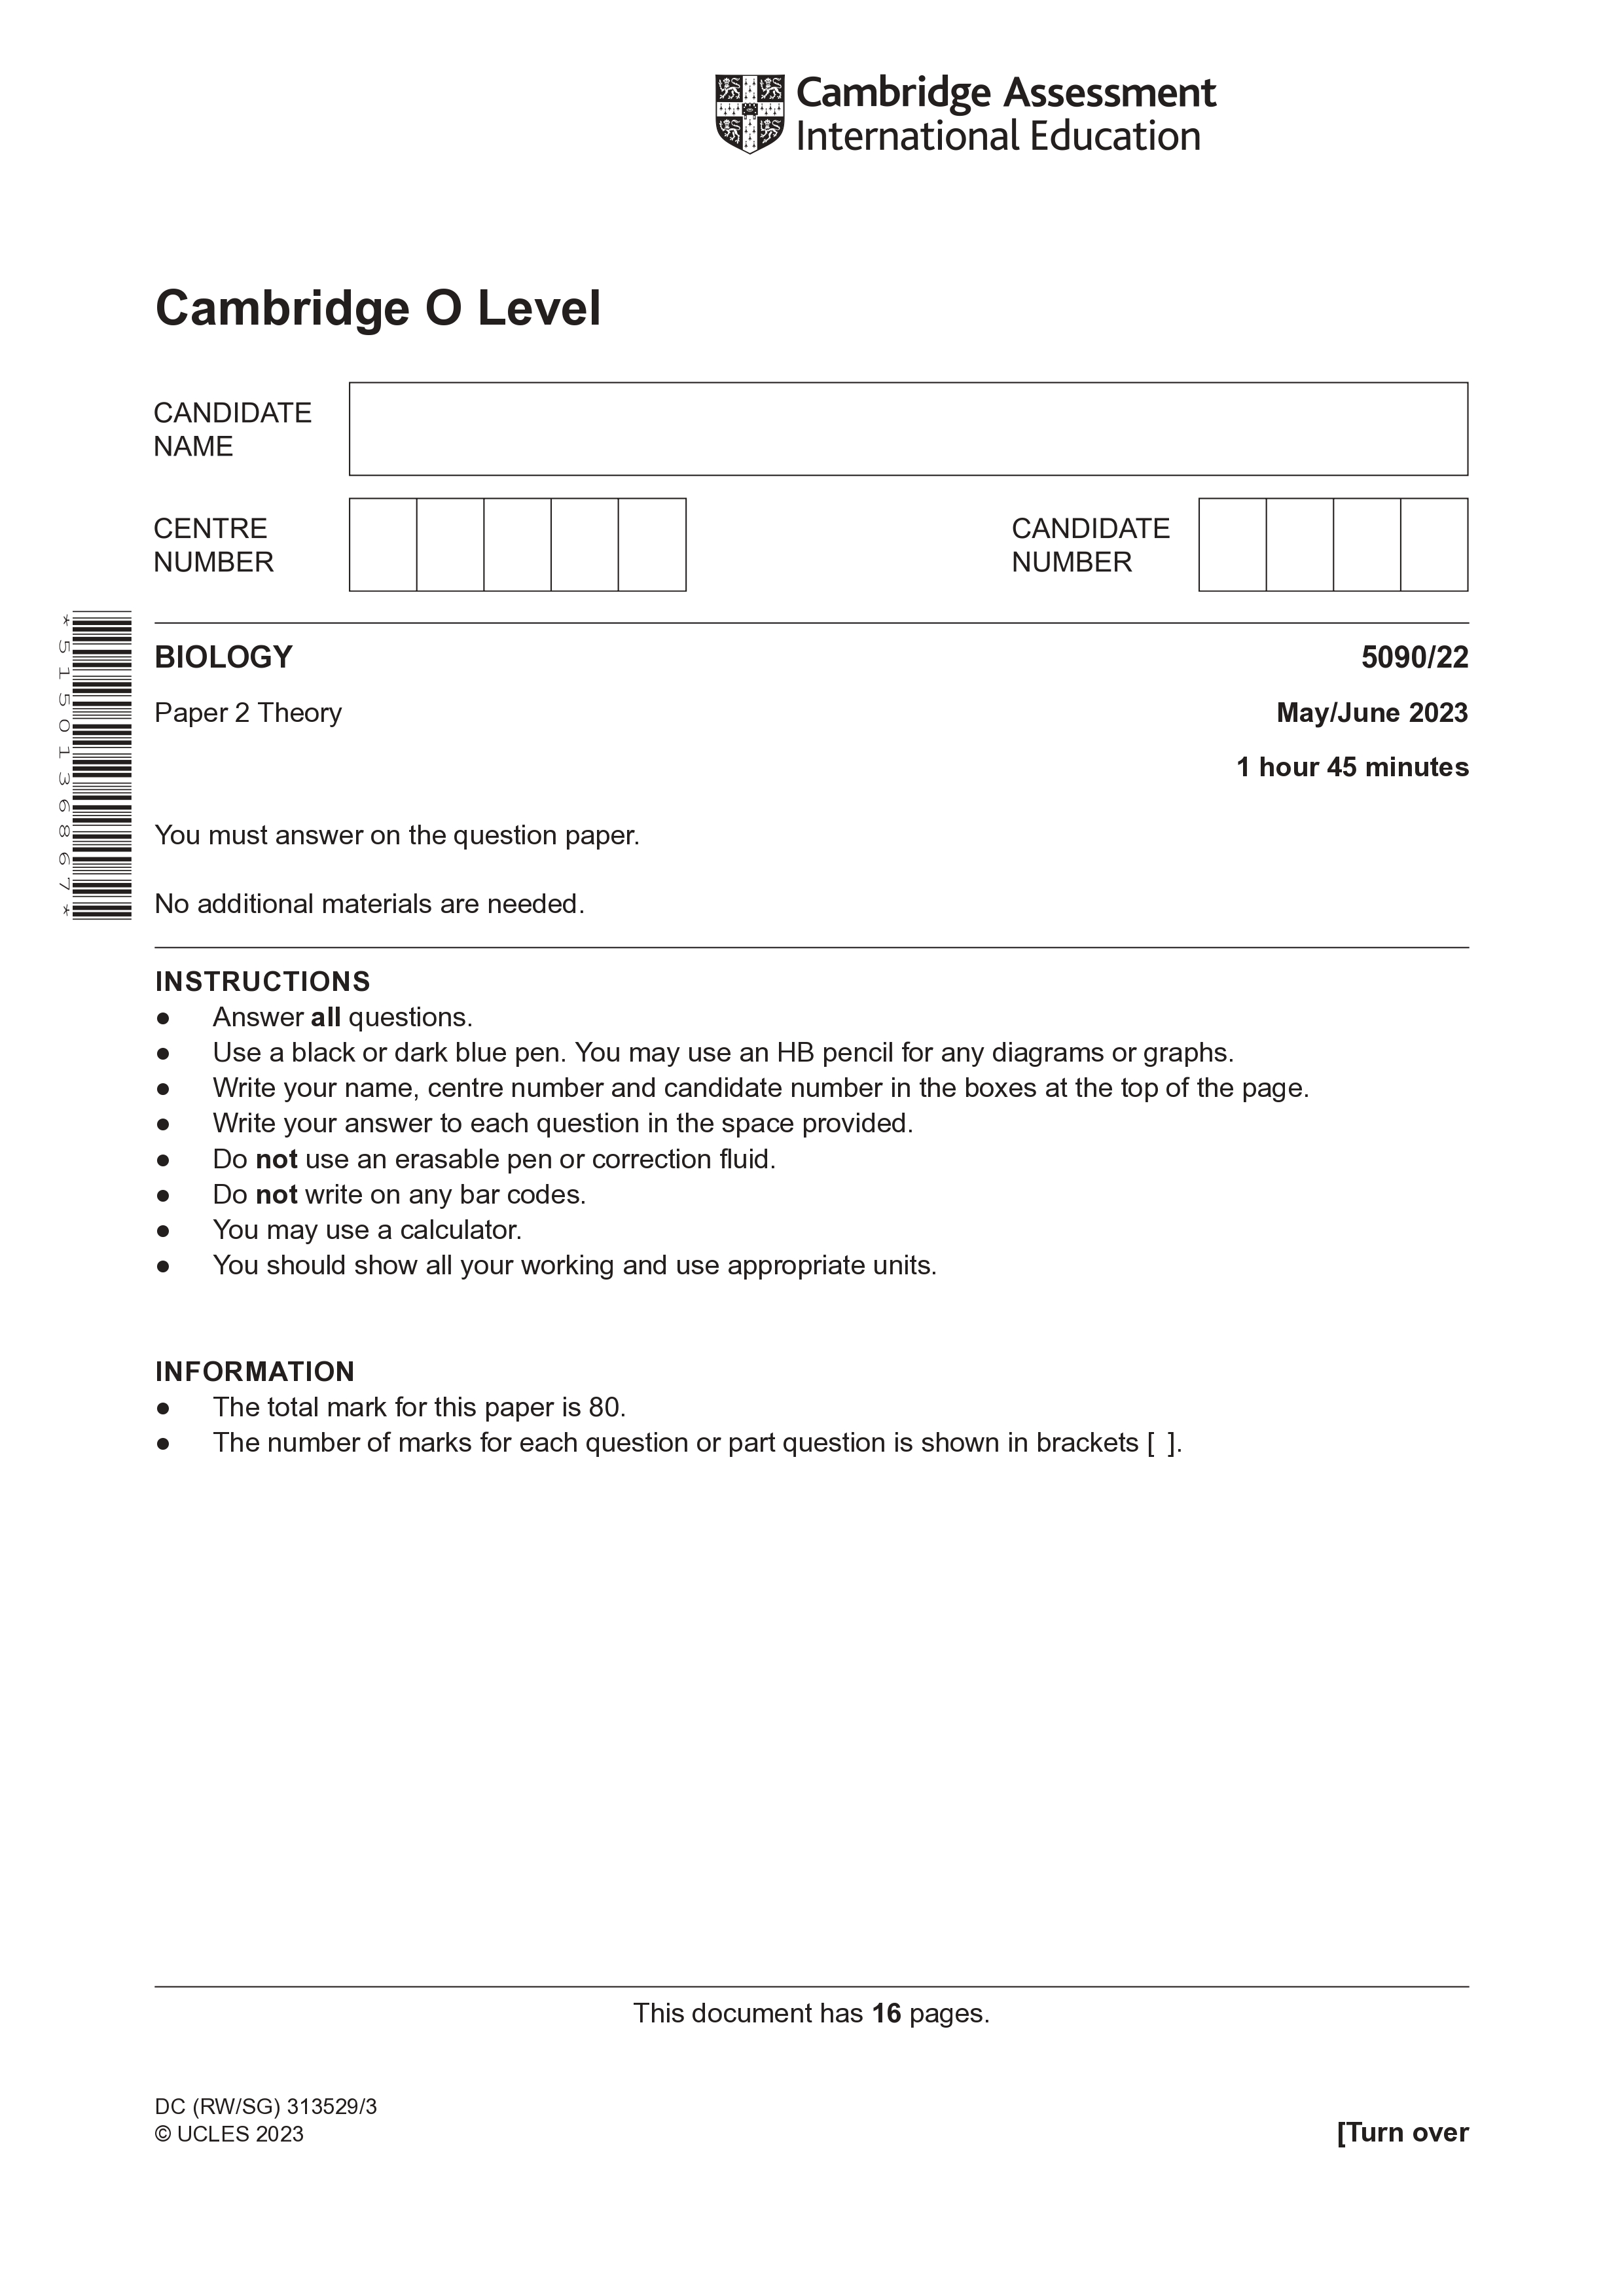 Cambridge Assessment
International Education
Cambridge O Level
CANDIDATE
NAME
CENTRE
NUMBER
CANDIDATE
NUMBER
*5150136867*
BIOLOGY 5090/22
Paper 2 Theory May/June 2023
1 hour 45 minutes
You must answer on the question paper.
No additional materials are needed.
INSTRUCTIONS
● Answer all questions.
● Use a black or dark blue pen. You may use an HB pencil for any diagrams or graphs.
● Write your name, centre number and candidate number in the boxes at the top of the page.
● Write your answer to each question in the space provided.
● Do not use an erasable pen or correction fluid.
● Do not write on any bar codes.
● You may use a calculator.
● You should show all your working and use appropriate units.
INFORMATION
● The total mark for this paper is 80.
● The number of marks for each question or part question is shown in brackets [ ].
This document has 16 pages.
DC (RW/SG) 313529/3
© UCLES 2023
[Turn over